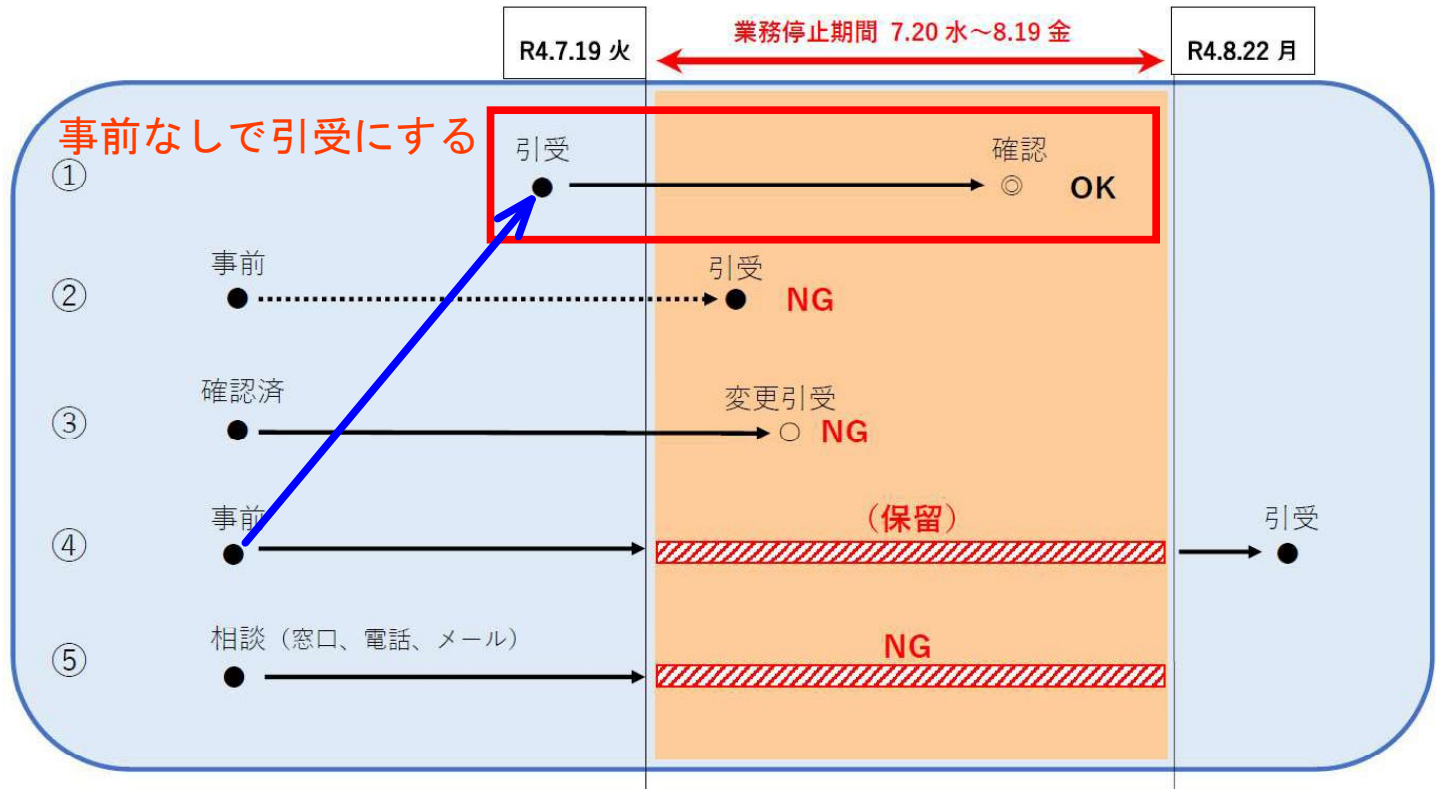 R4.7.19 火
業務停止期間 7.20 水～8.19 金
R4.8.22 月
事前なしで引受にする
① 引受 確認 OK
② 事前 引受 NG
③ 確認済 変更引受 NG
④ 事前 （保留） 引受
⑤ 相談（窓口、電話、メール） NG